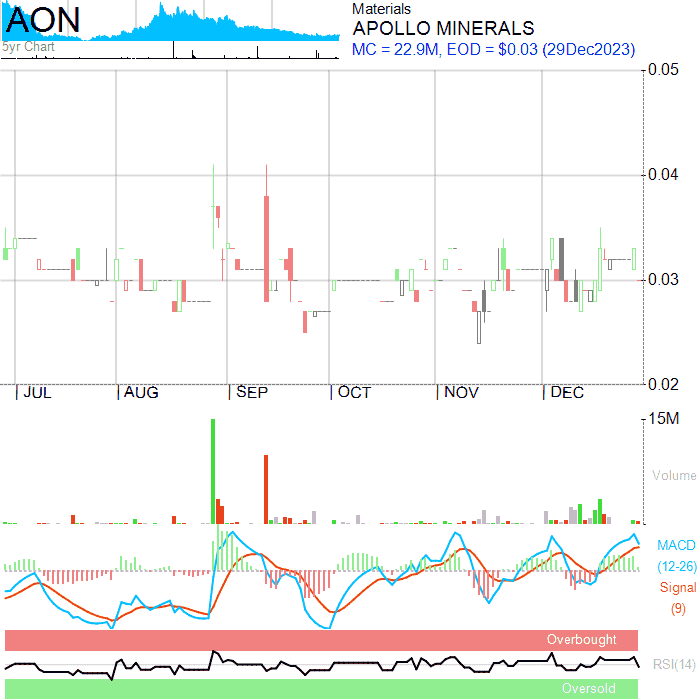 AON
5yr Chart
Materials
APOLLO MINERALS
MC = 22.9M, EOD = $0.03 (29Dec2023)
0.05
0.04
0.03
0.02
JUL AUG SEP OCT NOV DEC
15M
Volume
MACD
(12-26)
Signal
(9)
Overbought
RSI(14)
Oversold